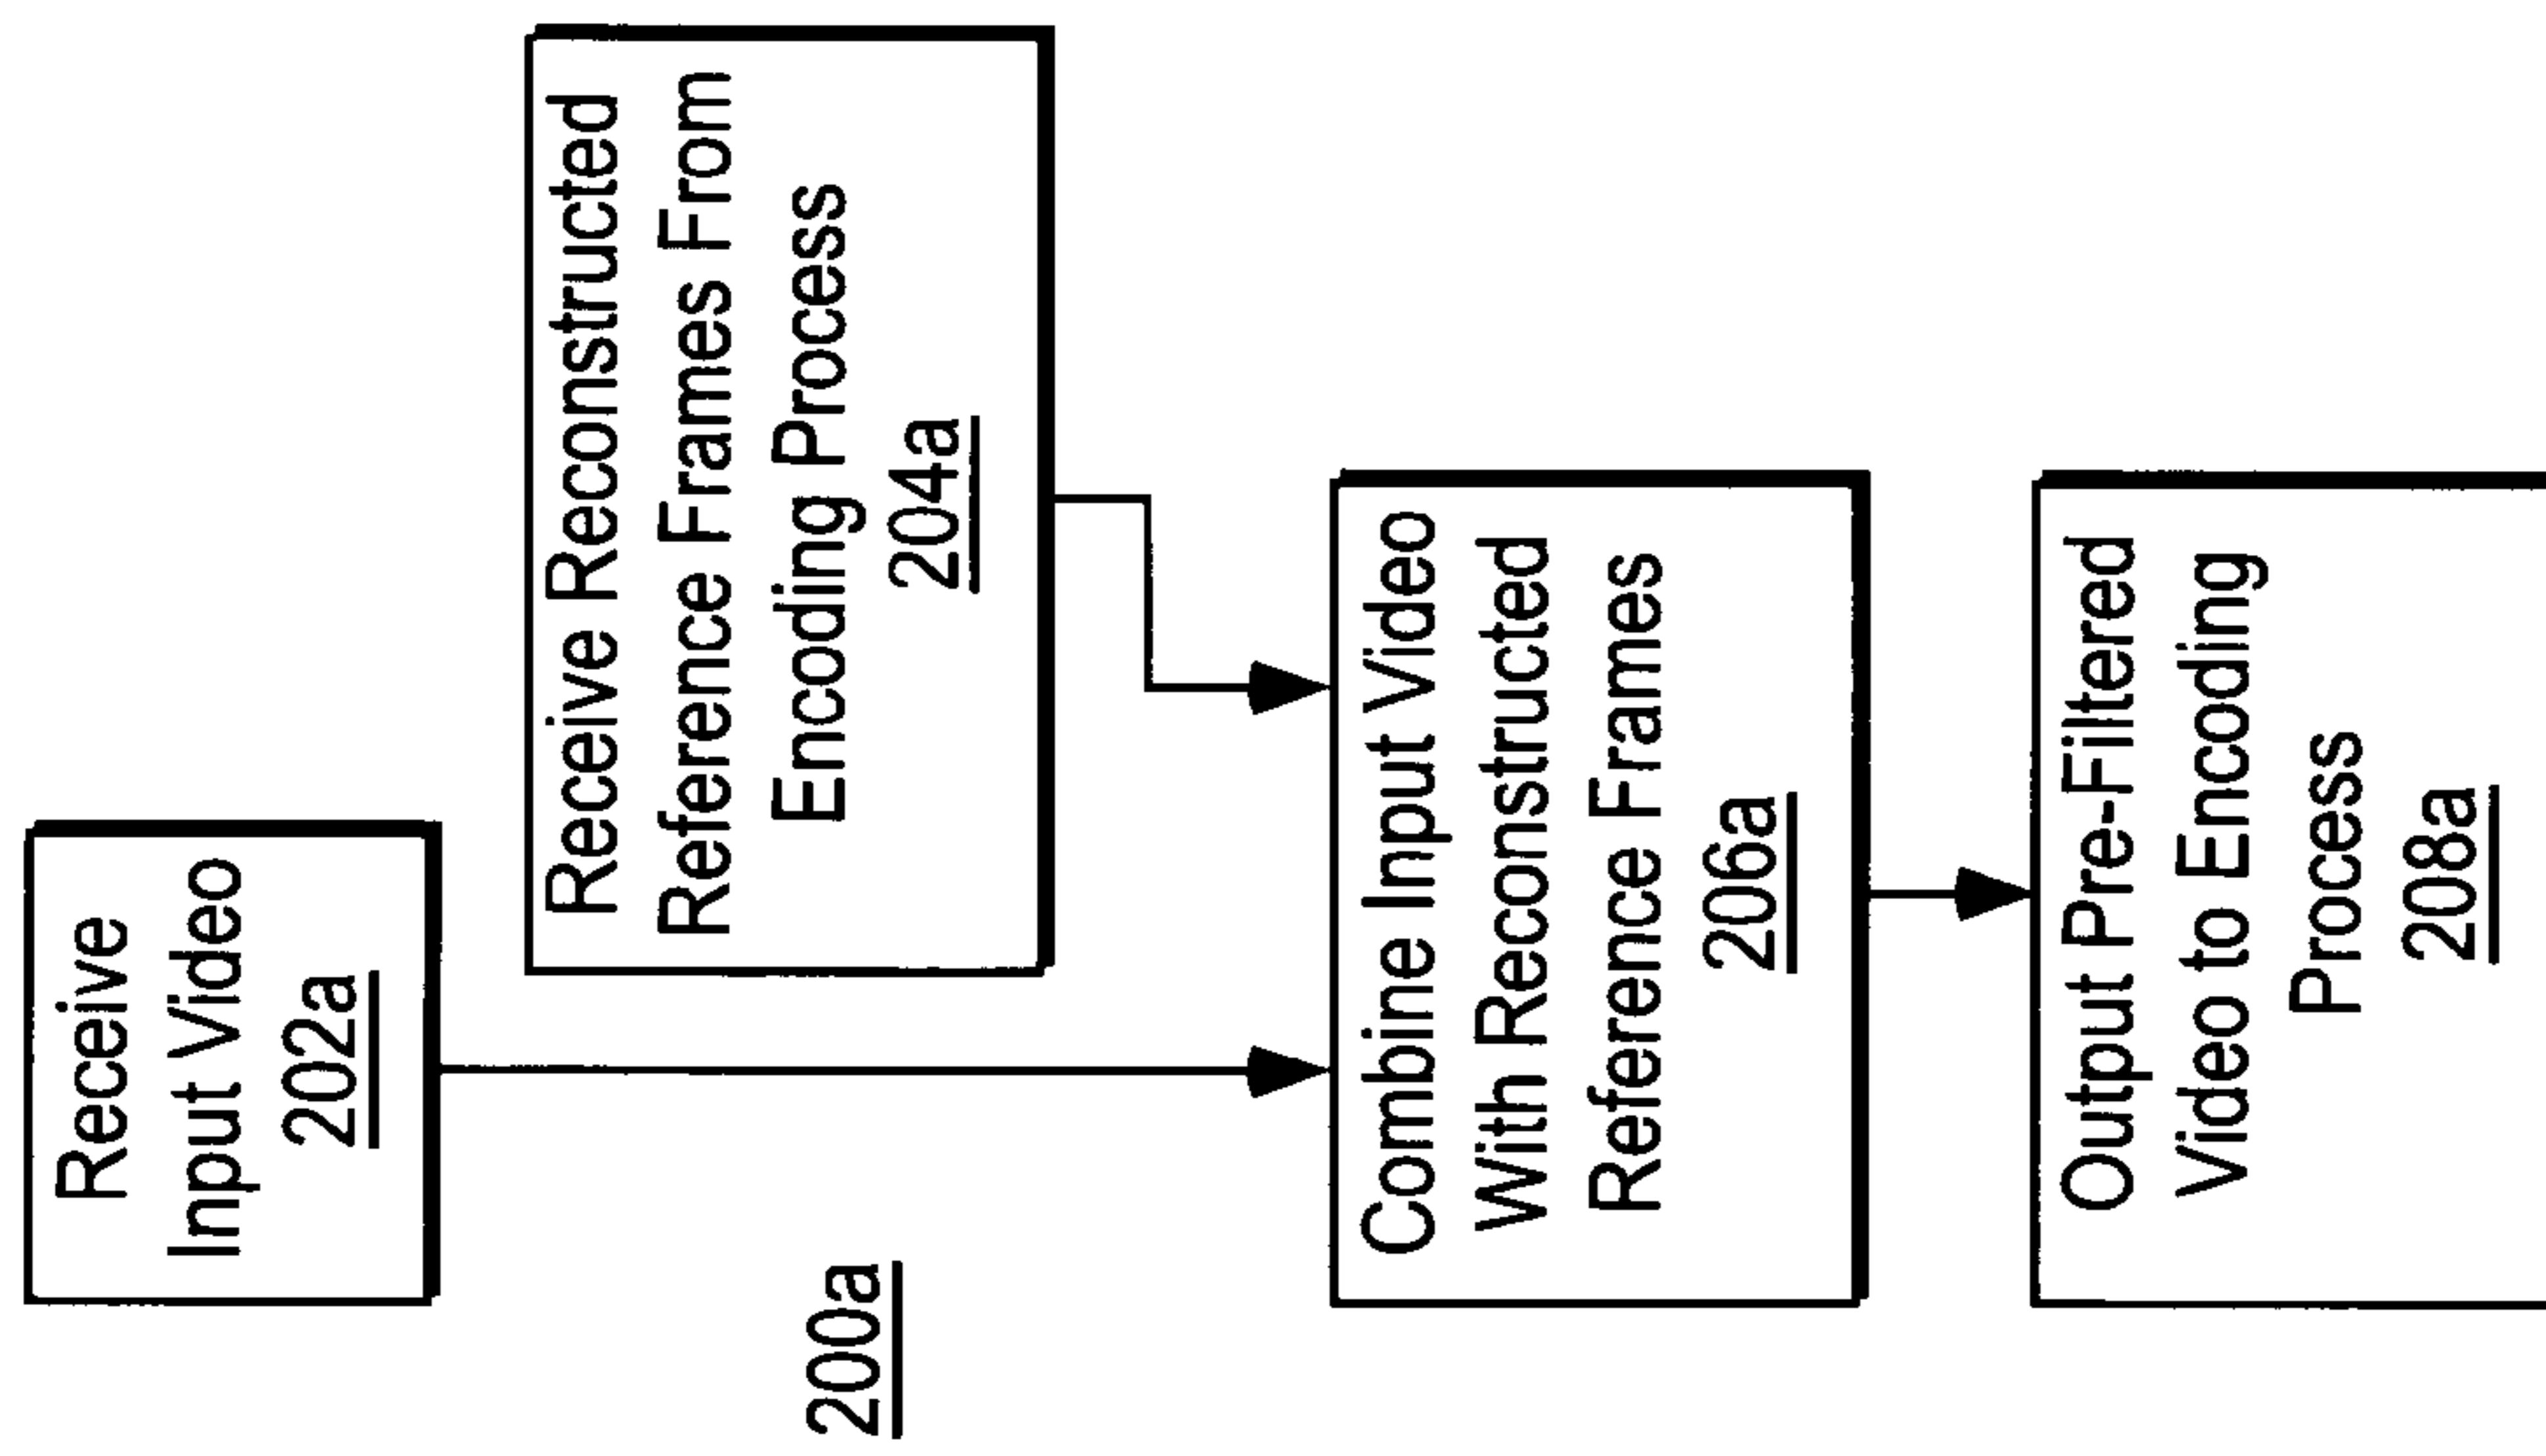 Receive
Input Video
202a
Receive Reconstructed
Reference Frames From
Encoding Process
204a
200a
Combine Input Video
With Reconstructed
Reference Frames
206a
Output Pre-Filtered
Video to Encoding
Process
208a